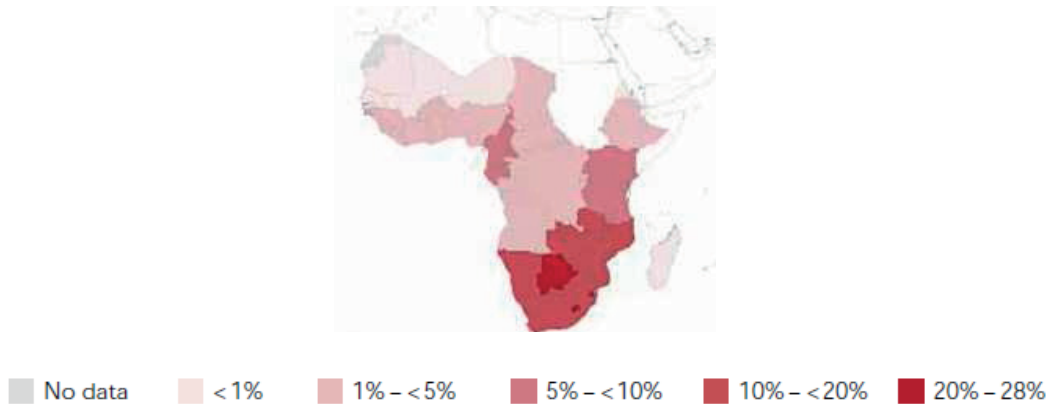 No data <1% 1% – <5% 5% – <10% 10% – <20% 20% – 28%